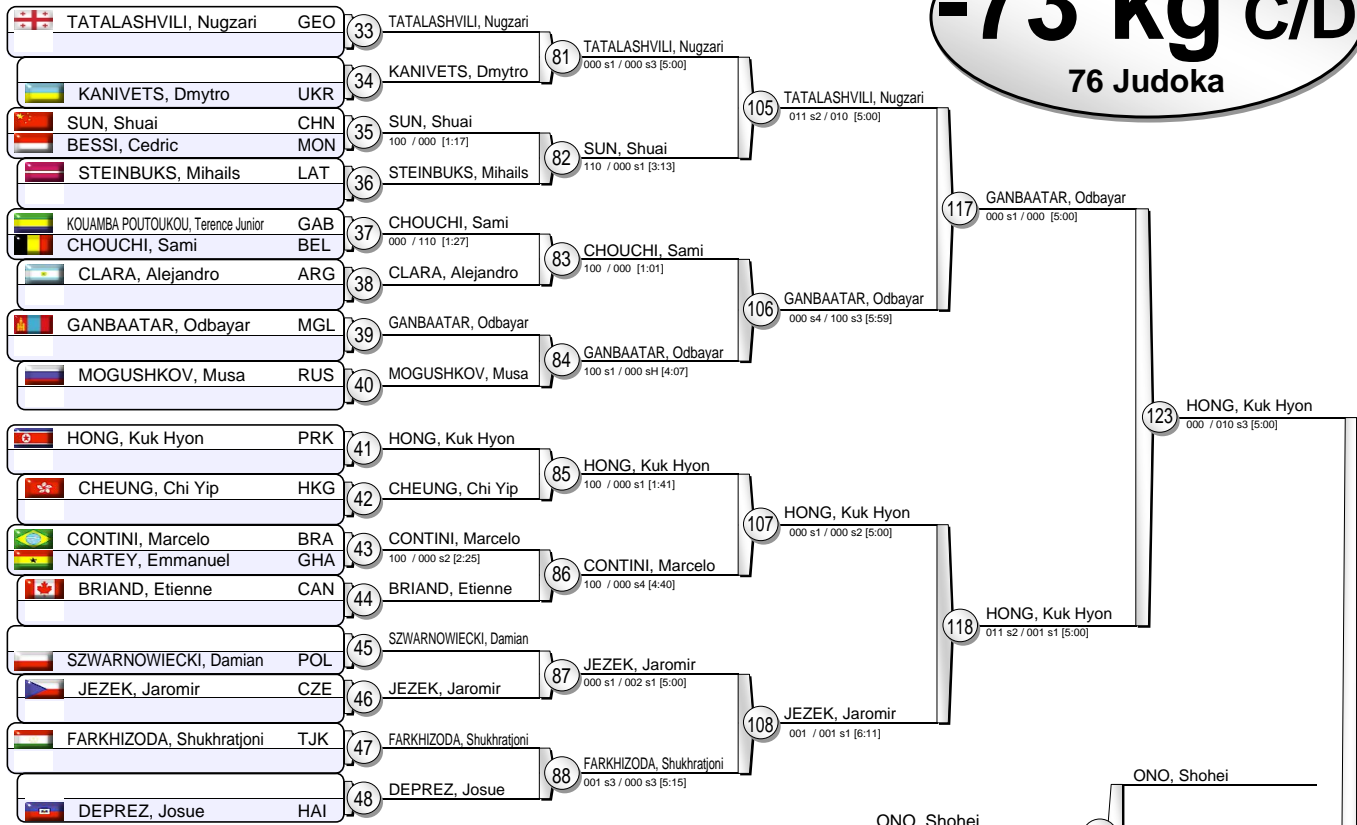 -73 kg C/D
76 Judoka
TATALASHVILI, Nugzari GEO
33
TATALASHVILI, Nugzari
KANIVETS, Dmytro UKR
34
KANIVETS, Dmytro
81
TATALASHVILI, Nugzari
000 s1 / 000 s3 [5:00]
SUN, Shuai CHN
BESSI, Cedric MON
35
SUN, Shuai
100 / 000 [1:17]
STEINBUKS, Mihails LAT
36
STEINBUKS, Mihails
82
SUN, Shuai
110 / 000 s1 [3:13]
105
TATALASHVILI, Nugzari
011 s2 / 010 [5:00]
KOUAMBA POUTOUKOU, Terence Junior GAB
CHOUCHI, Sami BEL
37
CHOUCHI, Sami
000 / 110 [1:27]
CLARA, Alejandro ARG
38
CLARA, Alejandro
83
CHOUCHI, Sami
100 / 000 [1:01]
GANBAATAR, Odbayar MGL
39
GANBAATAR, Odbayar
MOGUSHKOV, Musa RUS
40
MOGUSHKOV, Musa
84
GANBAATAR, Odbayar
100 s1 / 000 sH [4:07]
106
GANBAATAR, Odbayar
000 s4 / 100 s3 [5:59]
117
GANBAATAR, Odbayar
000 s1 / 000 [5:00]
HONG, Kuk Hyon PRK
41
HONG, Kuk Hyon
CHEUNG, Chi Yip HKG
42
CHEUNG, Chi Yip
85
HONG, Kuk Hyon
100 / 000 s1 [1:41]
CONTINI, Marcelo BRA
NARTEY, Emmanuel GHA
43
CONTINI, Marcelo
100 / 000 s2 [2:25]
BRIAND, Etienne CAN
44
BRIAND, Etienne
86
CONTINI, Marcelo
100 / 000 s4 [4:40]
107
HONG, Kuk Hyon
000 s1 / 000 s2 [5:00]
SZWARNOWIECKI, Damian POL
45
SZWARNOWIECKI, Damian
JEZEK, Jaromir CZE
46
JEZEK, Jaromir
87
JEZEK, Jaromir
000 s1 / 002 s1 [5:00]
FARKHIZODA, Shukhratjoni TJK
47
FARKHIZODA, Shukhratjoni
DEPREZ, Josue HAI
48
DEPREZ, Josue
88
FARKHIZODA, Shukhratjoni
001 s3 / 000 s3 [5:15]
108
JEZEK, Jaromir
001 / 001 s1 [6:11]
118
HONG, Kuk Hyon
011 s2 / 001 s1 [5:00]
123
HONG, Kuk Hyon
000 / 010 s3 [5:00]
ONO, Shohei
ONO, Shohei